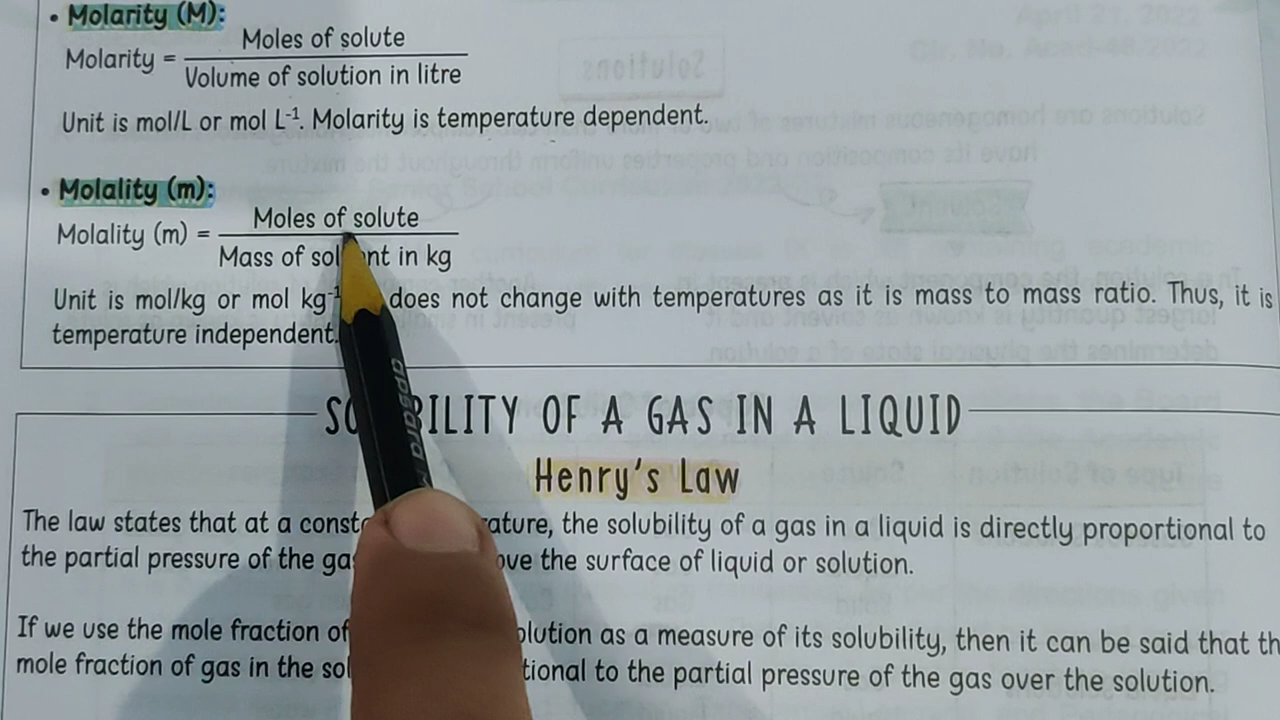 • Molarity (M):
Molarity = Moles of solute
Volume of solution in litre
Unit is mol/L or mol L⁻¹. Molarity is temperature dependent.
• Molality (m):
Molality (m) = Moles of solute
Mass of sol nt in kg
Unit is mol/kg or mol kg⁻¹ does not change with temperatures as it is mass to mass ratio. Thus, it is
temperature independent.
SO BILITY OF A GAS IN A LIQUID
Henry's Law
The law states that at a const rature, the solubility of a gas in a liquid is directly proportional to
the partial pressure of the ga ove the surface of liquid or solution.
If we use the mole fraction of olution as a measure of its solubility, then it can be said that th
mole fraction of gas in the sol tional to the partial pressure of the gas over the solution.
apsara